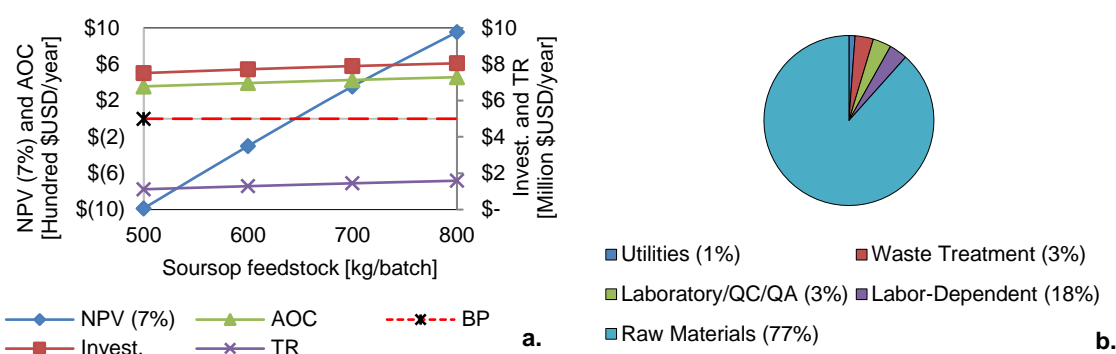 NPV (7%) and AOC
[Hundred $USD/year]
$10
$6
$2
$(2)
$(6)
$(10)
$10
$8
$6
$4
$2
$-
Invest. and TR
[Million $USD/year]
500 600 700 800
Soursop feedstock [kg/batch]
NPV (7%) AOC BP
Invest. TR
a.
Utilities (1%) Waste Treatment (3%)
Laboratory/QC/QA (3%) Labor-Dependent (18%)
Raw Materials (77%)
b.